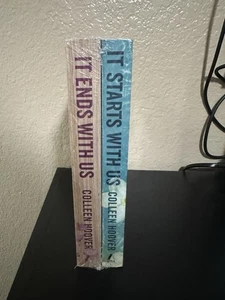 IT ENDS WITH US
COLLEEN HOOVER
IT STARTS WITH US
COLLEEN HOOVER